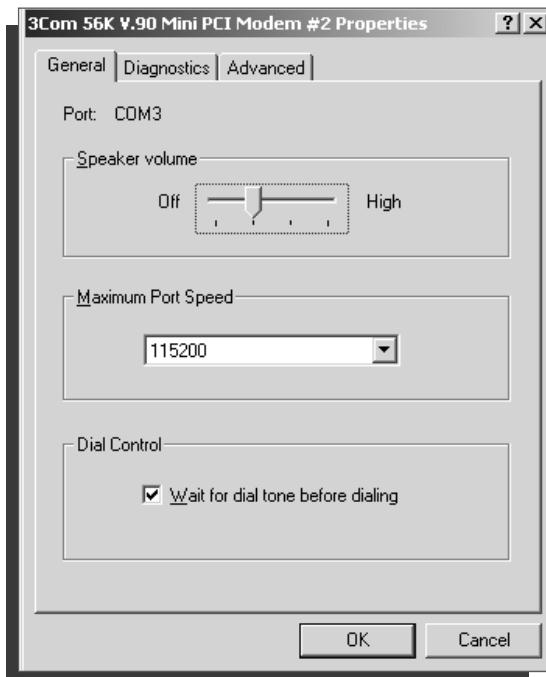 3Com 56K V.90 Mini PCI Modem #2 Properties
General Diagnostics Advanced
Port: COM3
Speaker volume
Off High
Maximum Port Speed
115200
Dial Control
Wait for dial tone before dialing
OK Cancel